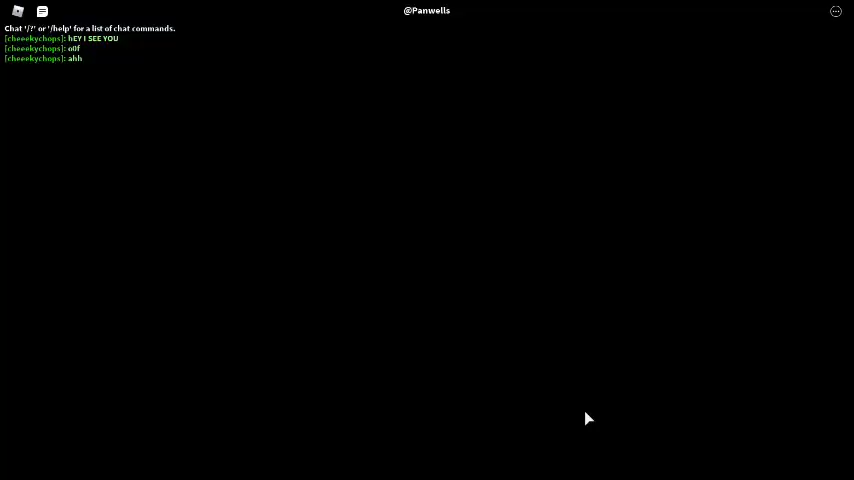 @Panwells
Chat '/?' or '/help' for a list of chat commands.
[cheeekychops]: hEY I SEE YOU
[cheeekychops]: o0f
[cheeekychops]: ahh